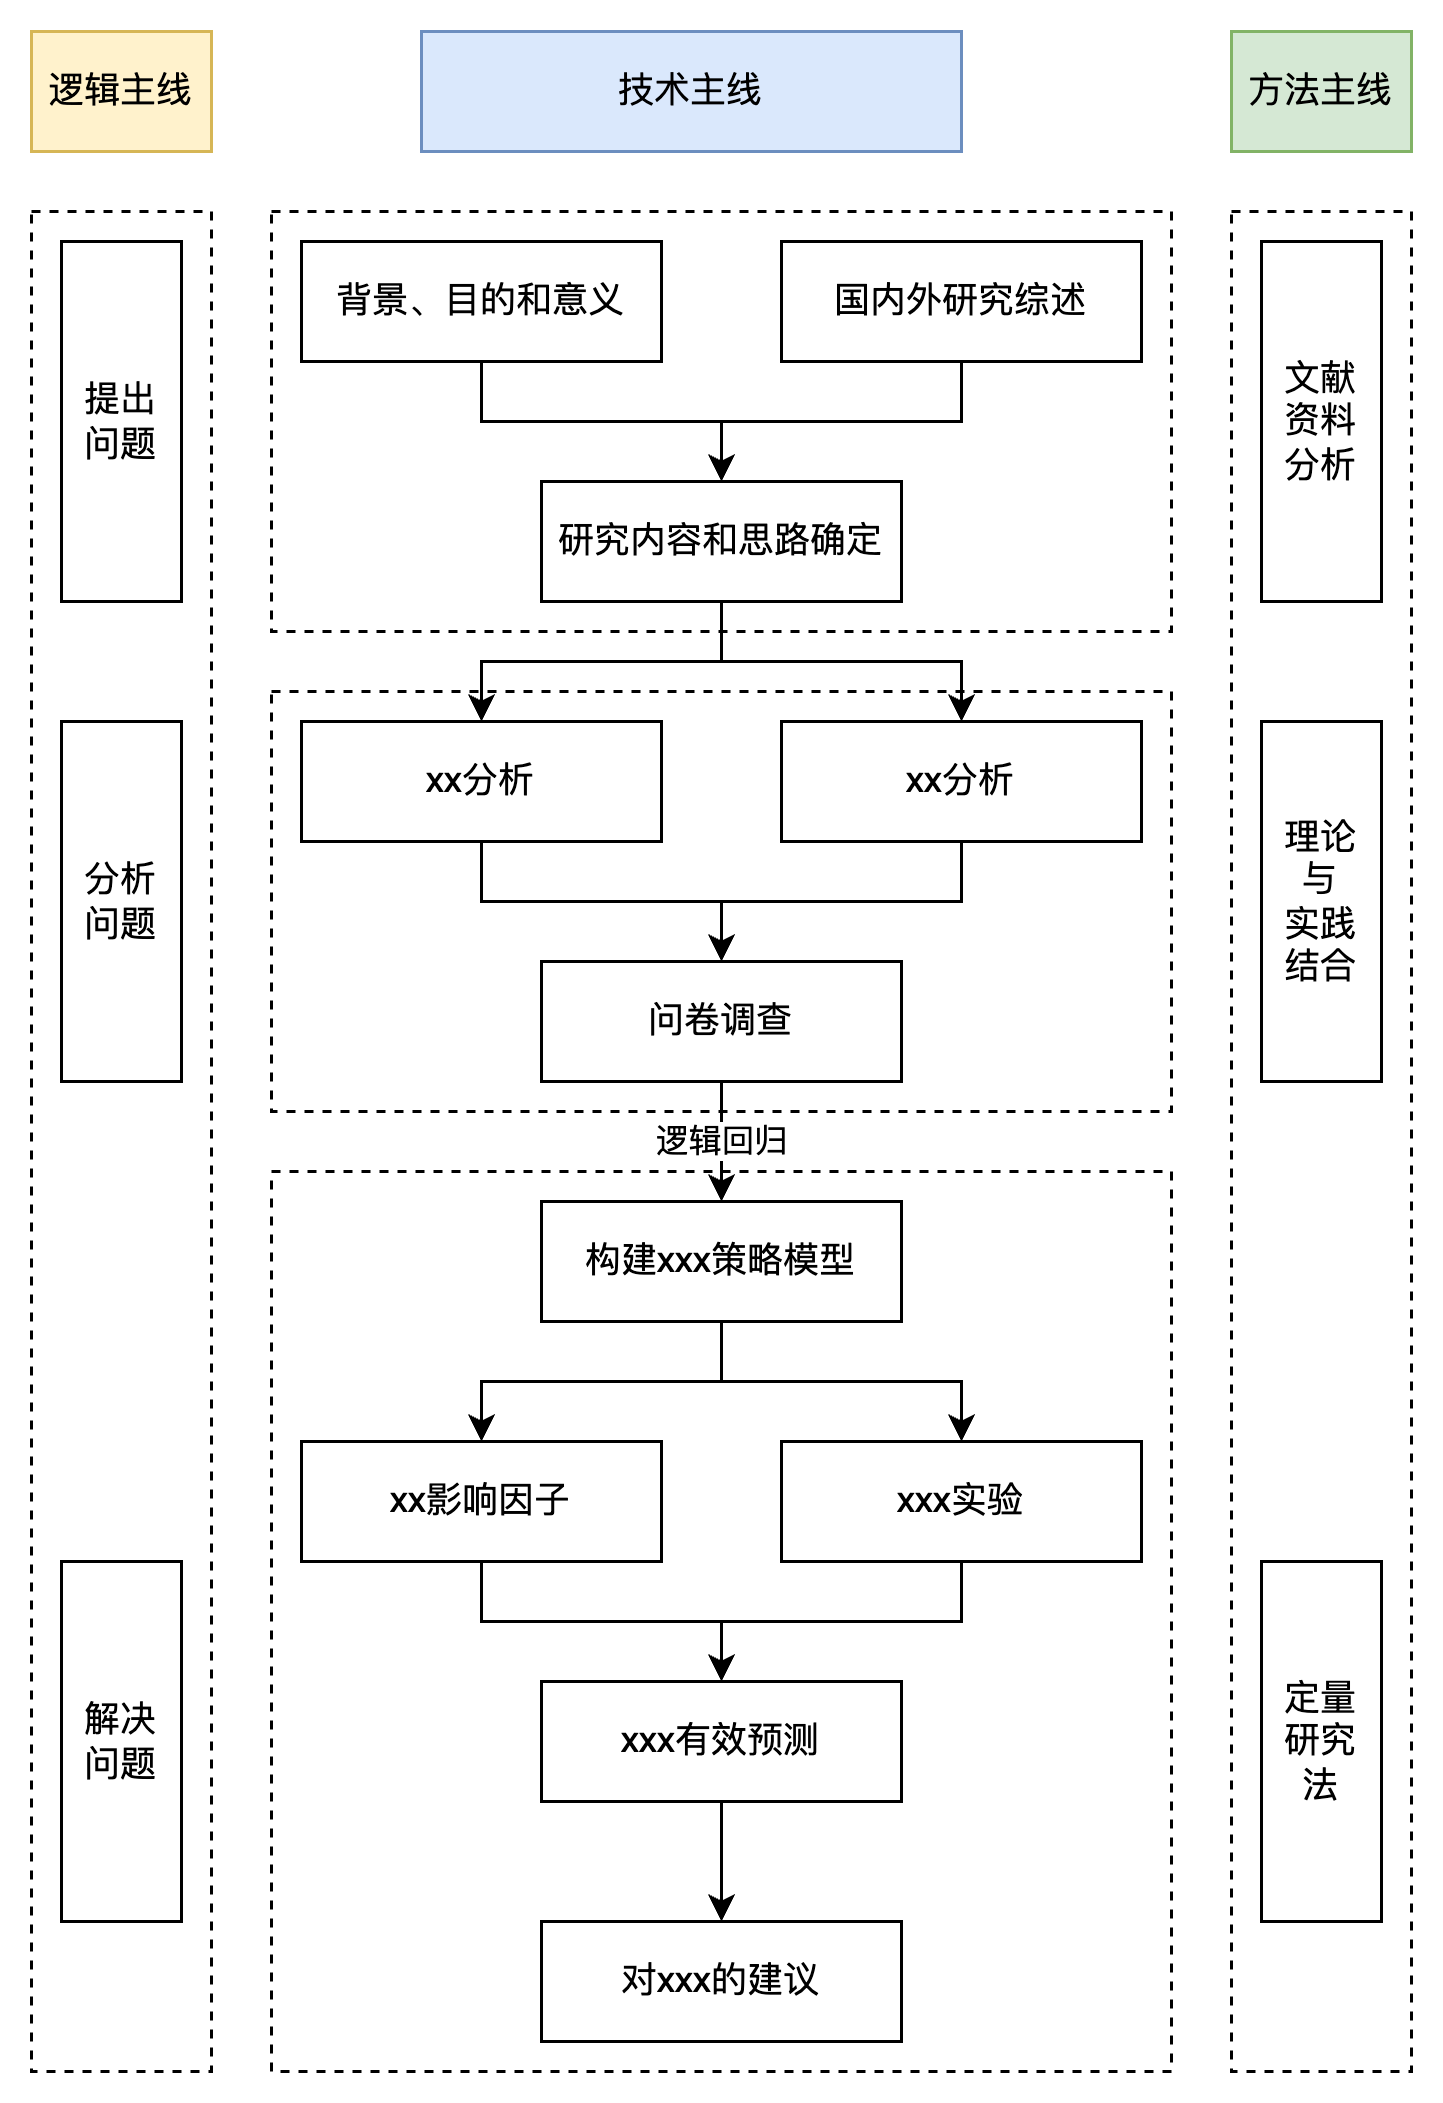 逻辑主线
技术主线
方法主线
提出
问题
背景、目的和意义
国内外研究综述
研究内容和思路确定
文献
资料
分析
分析
问题
xx分析
xx分析
问卷调查
理论
与
实践
结合
逻辑回归
构建xxx策略模型
xx影响因子
xxx实验
解决
问题
xxx有效预测
对xxx的建议
定量
研究
法